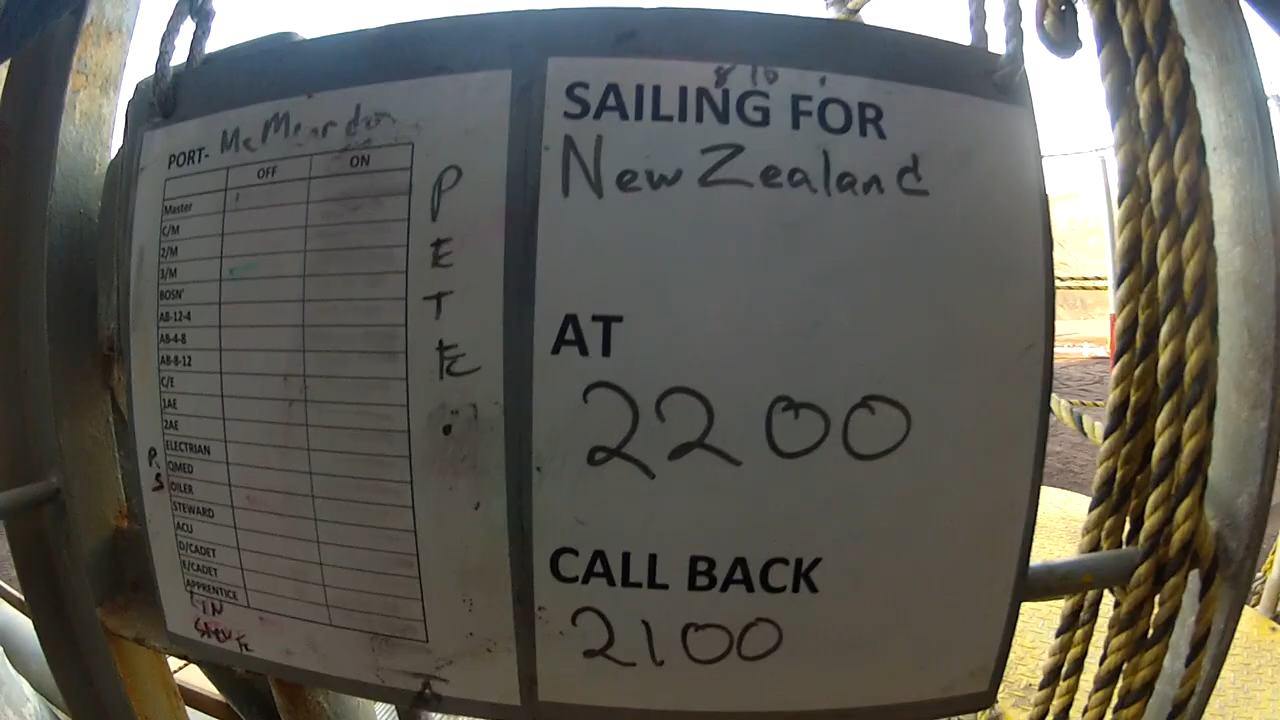 PORT- McMurdo
OFF ON
Master
C/M
2/M
3/M
BOSN'
AB-12-4
AB-4-8
AB-8-12
C/E
1AE
2AE
ELECTRIAN
QMED
OILER
STEWARD
ACU
D/CADET
E/CADET
APPRENTICE
IN
P
E
T
E
SAILING FOR
New Zealand
AT
2200
CALL BACK
2100